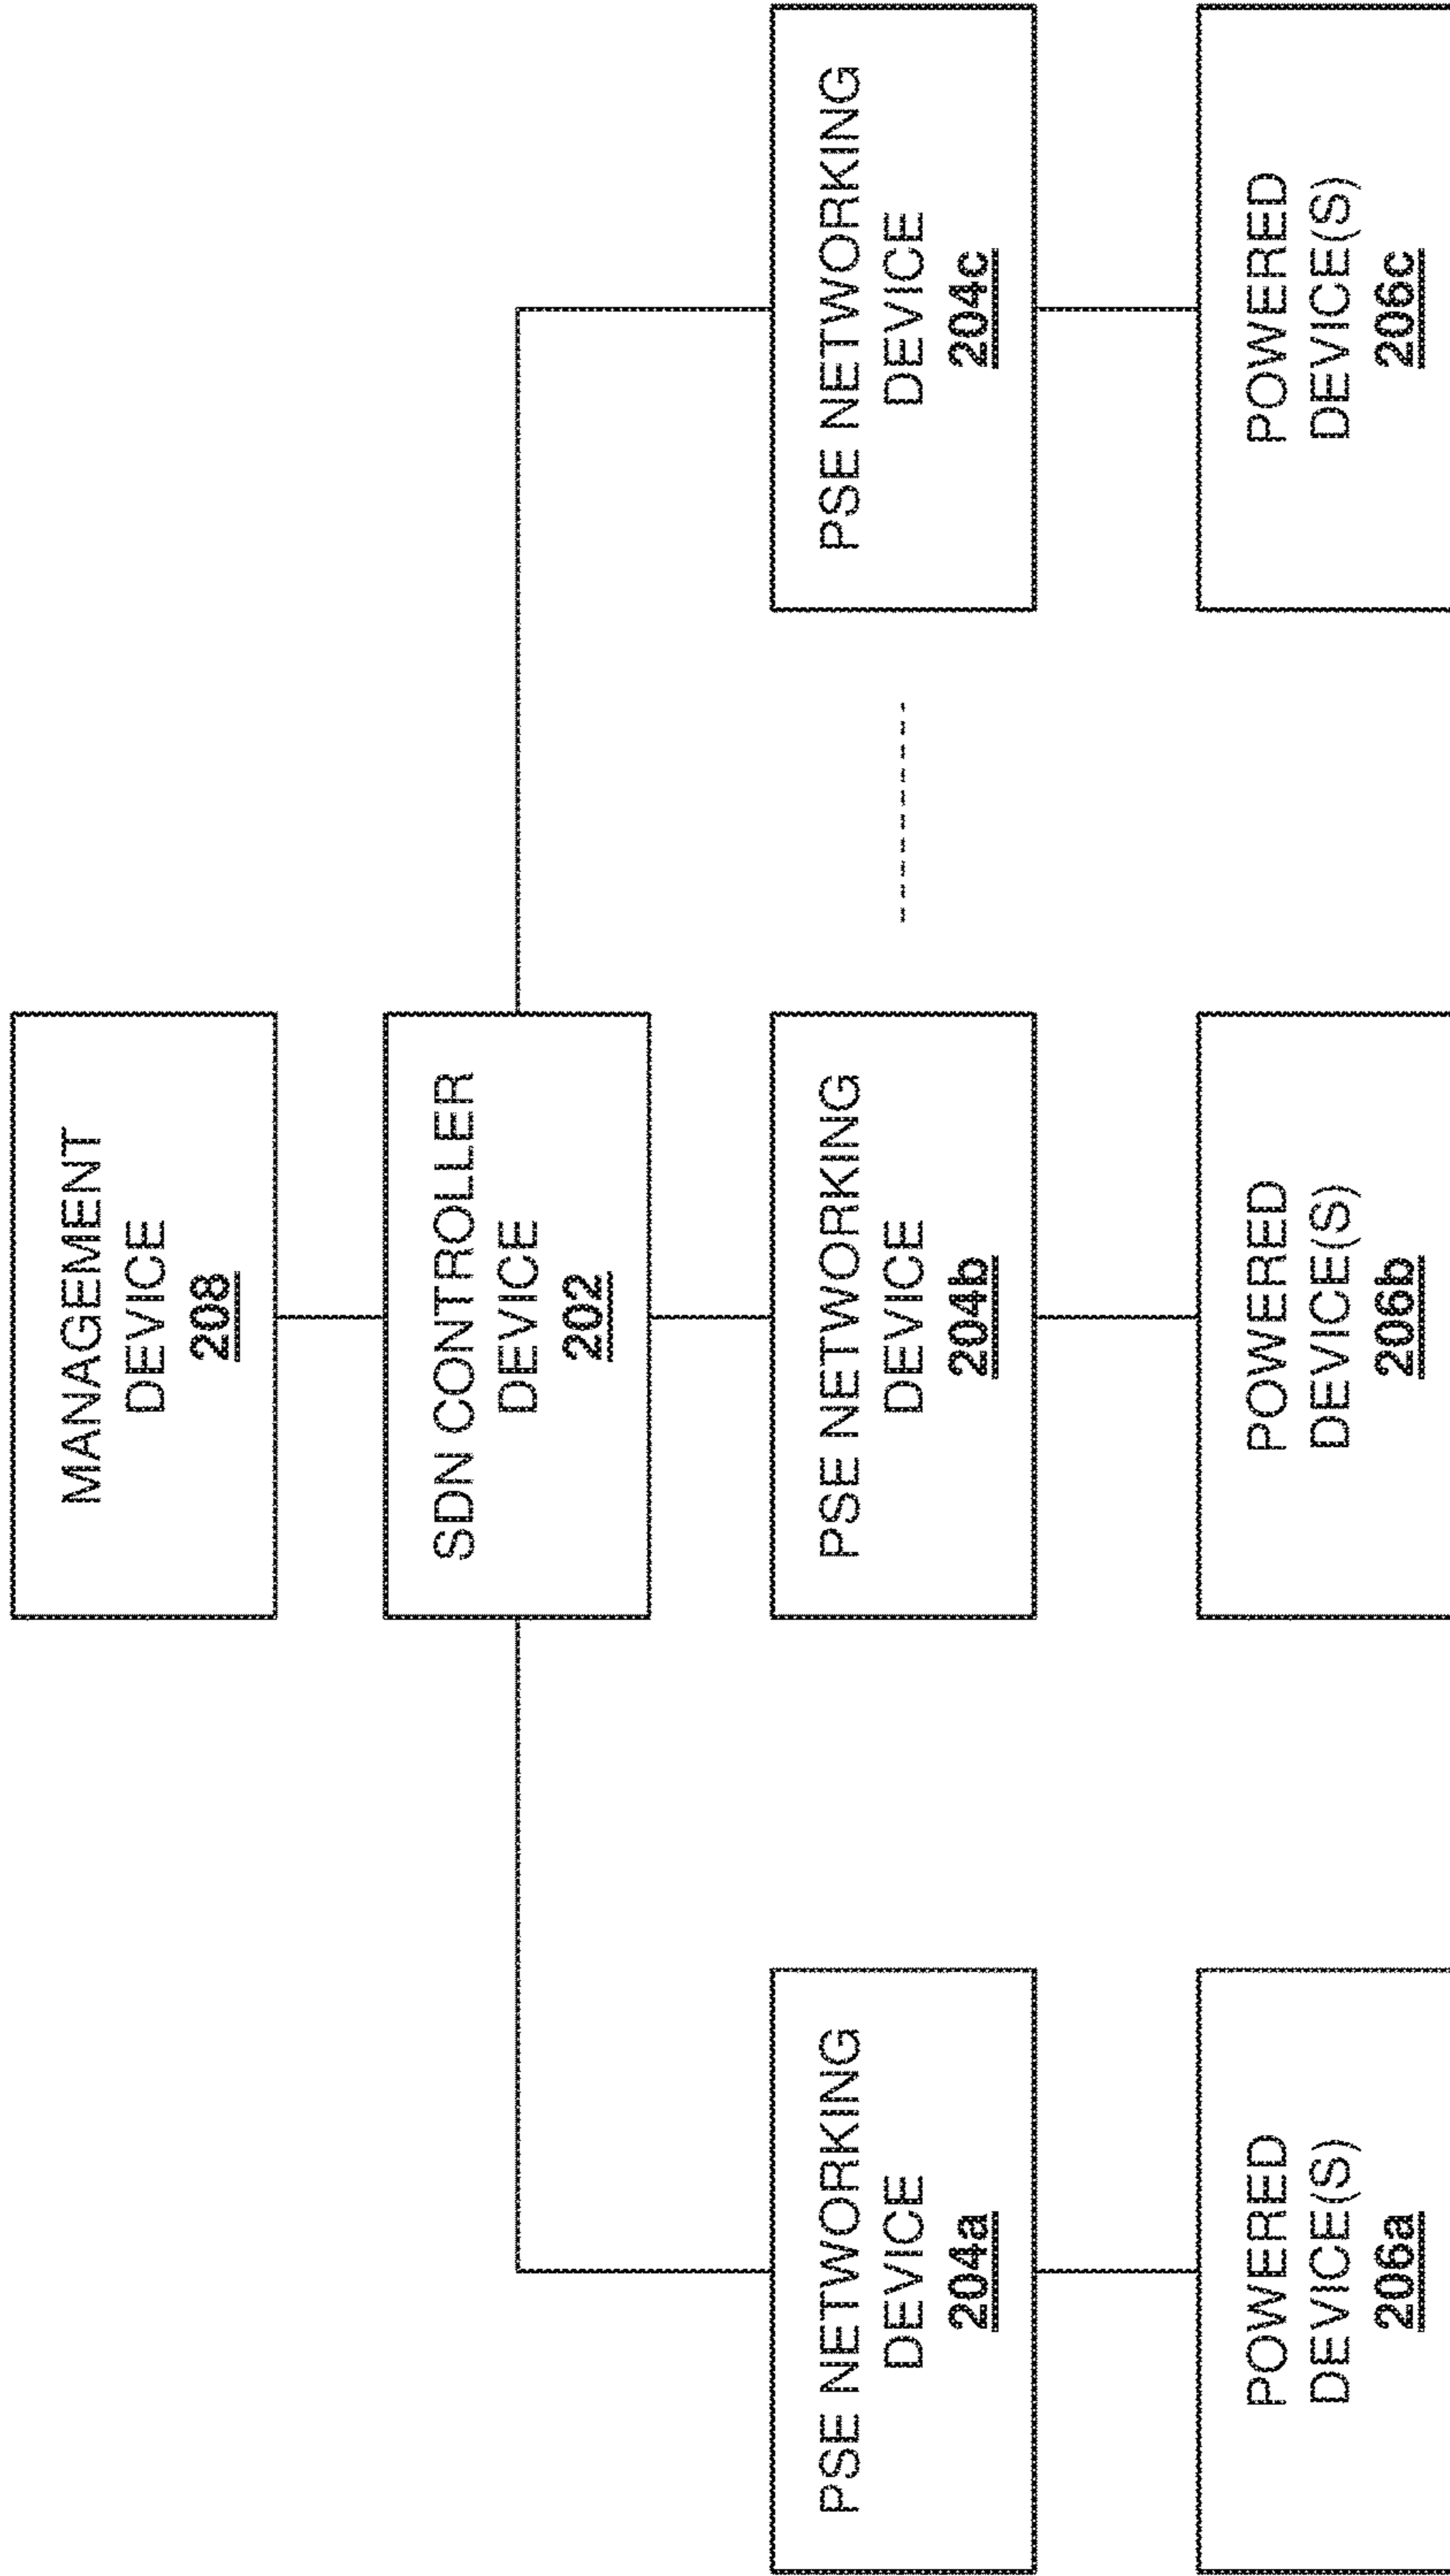 MANAGEMENT
DEVICE
208
SDN CONTROLLER
DEVICE
202
PSE NETWORKING
DEVICE
204a
PSE NETWORKING
DEVICE
204b
PSE NETWORKING
DEVICE
204c
POWERED
DEVICE(S)
206a
POWERED
DEVICE(S)
206b
POWERED
DEVICE(S)
206c